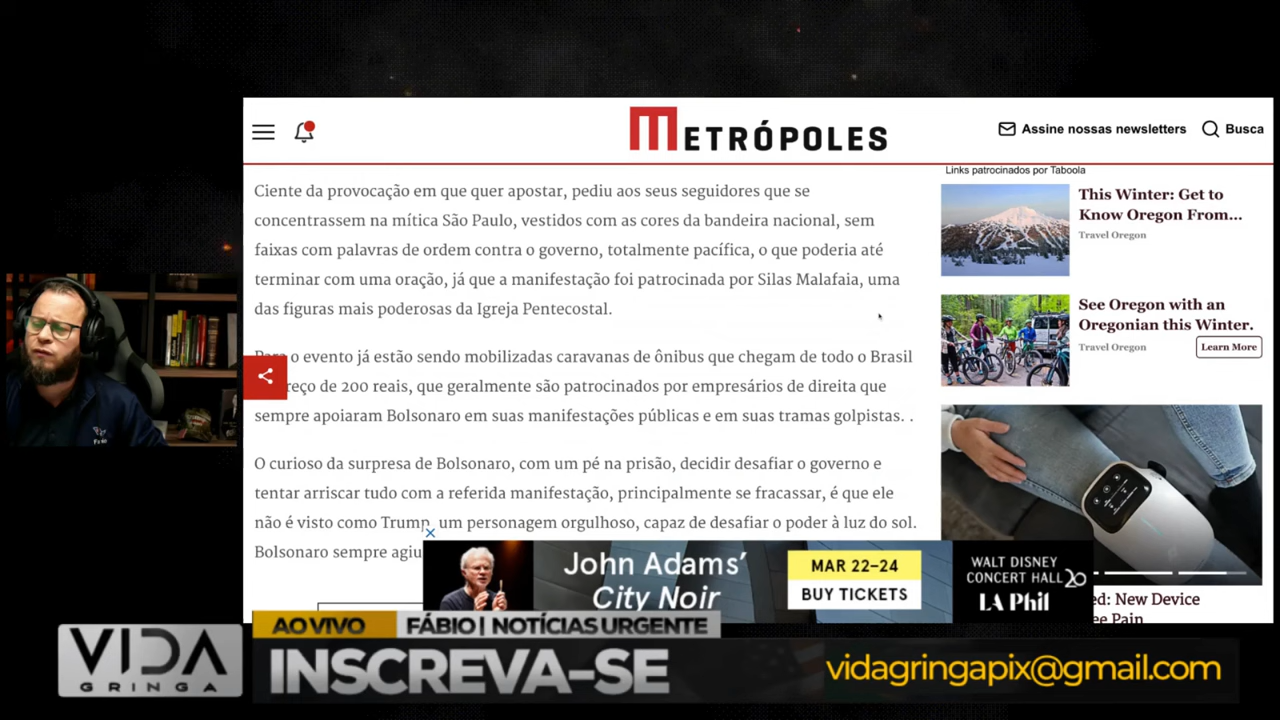 METRÓPOLES
Assine nossas newsletters
Busca
Ciente da provocação em que quer apostar, pediu aos seus seguidores que se
concentrassem na mítica São Paulo, vestidos com as cores da bandeira nacional, sem
faixas com palavras de ordem contra o governo, totalmente pacífica, o que poderia até
terminar com uma oração, já que a manifestação foi patrocinada por Silas Malafaia, uma
das figuras mais poderosas da Igreja Pentecostal.
o evento já estão sendo mobilizadas caravanas de ônibus que chegam de todo o Brasil
de 200 reais, que geralmente são patrocinados por empresários de direita que
sempre apoiaram Bolsonaro em suas manifestações públicas e em suas tramas golpistas. .
O curioso da surpresa de Bolsonaro, com um pé na prisão, decidir desafiar o governo e
tentar arriscar tudo com a referida manifestação, principalmente se fracassar, é que ele
não é visto como Trump, um personagem orgulhoso, capaz de desafiar o poder à luz do sol.
Bolsonaro sempre agiu
Links patrocinados por Taboola
This Winter: Get to
Know Oregon From...
Travel Oregon
See Oregon with an
Oregonian this Winter.
Travel Oregon
Learn More
New Device
Pain
John Adams’
City Noir
MAR 22–24
BUY TICKETS
WALT DISNEY
CONCERT HALL 20
LA Phil
AO VIVO
FÁBIO | NOTÍCIAS URGENTE
VIDA
GRINGA
INSCREVA-SE
vidagringapix@gmail.com